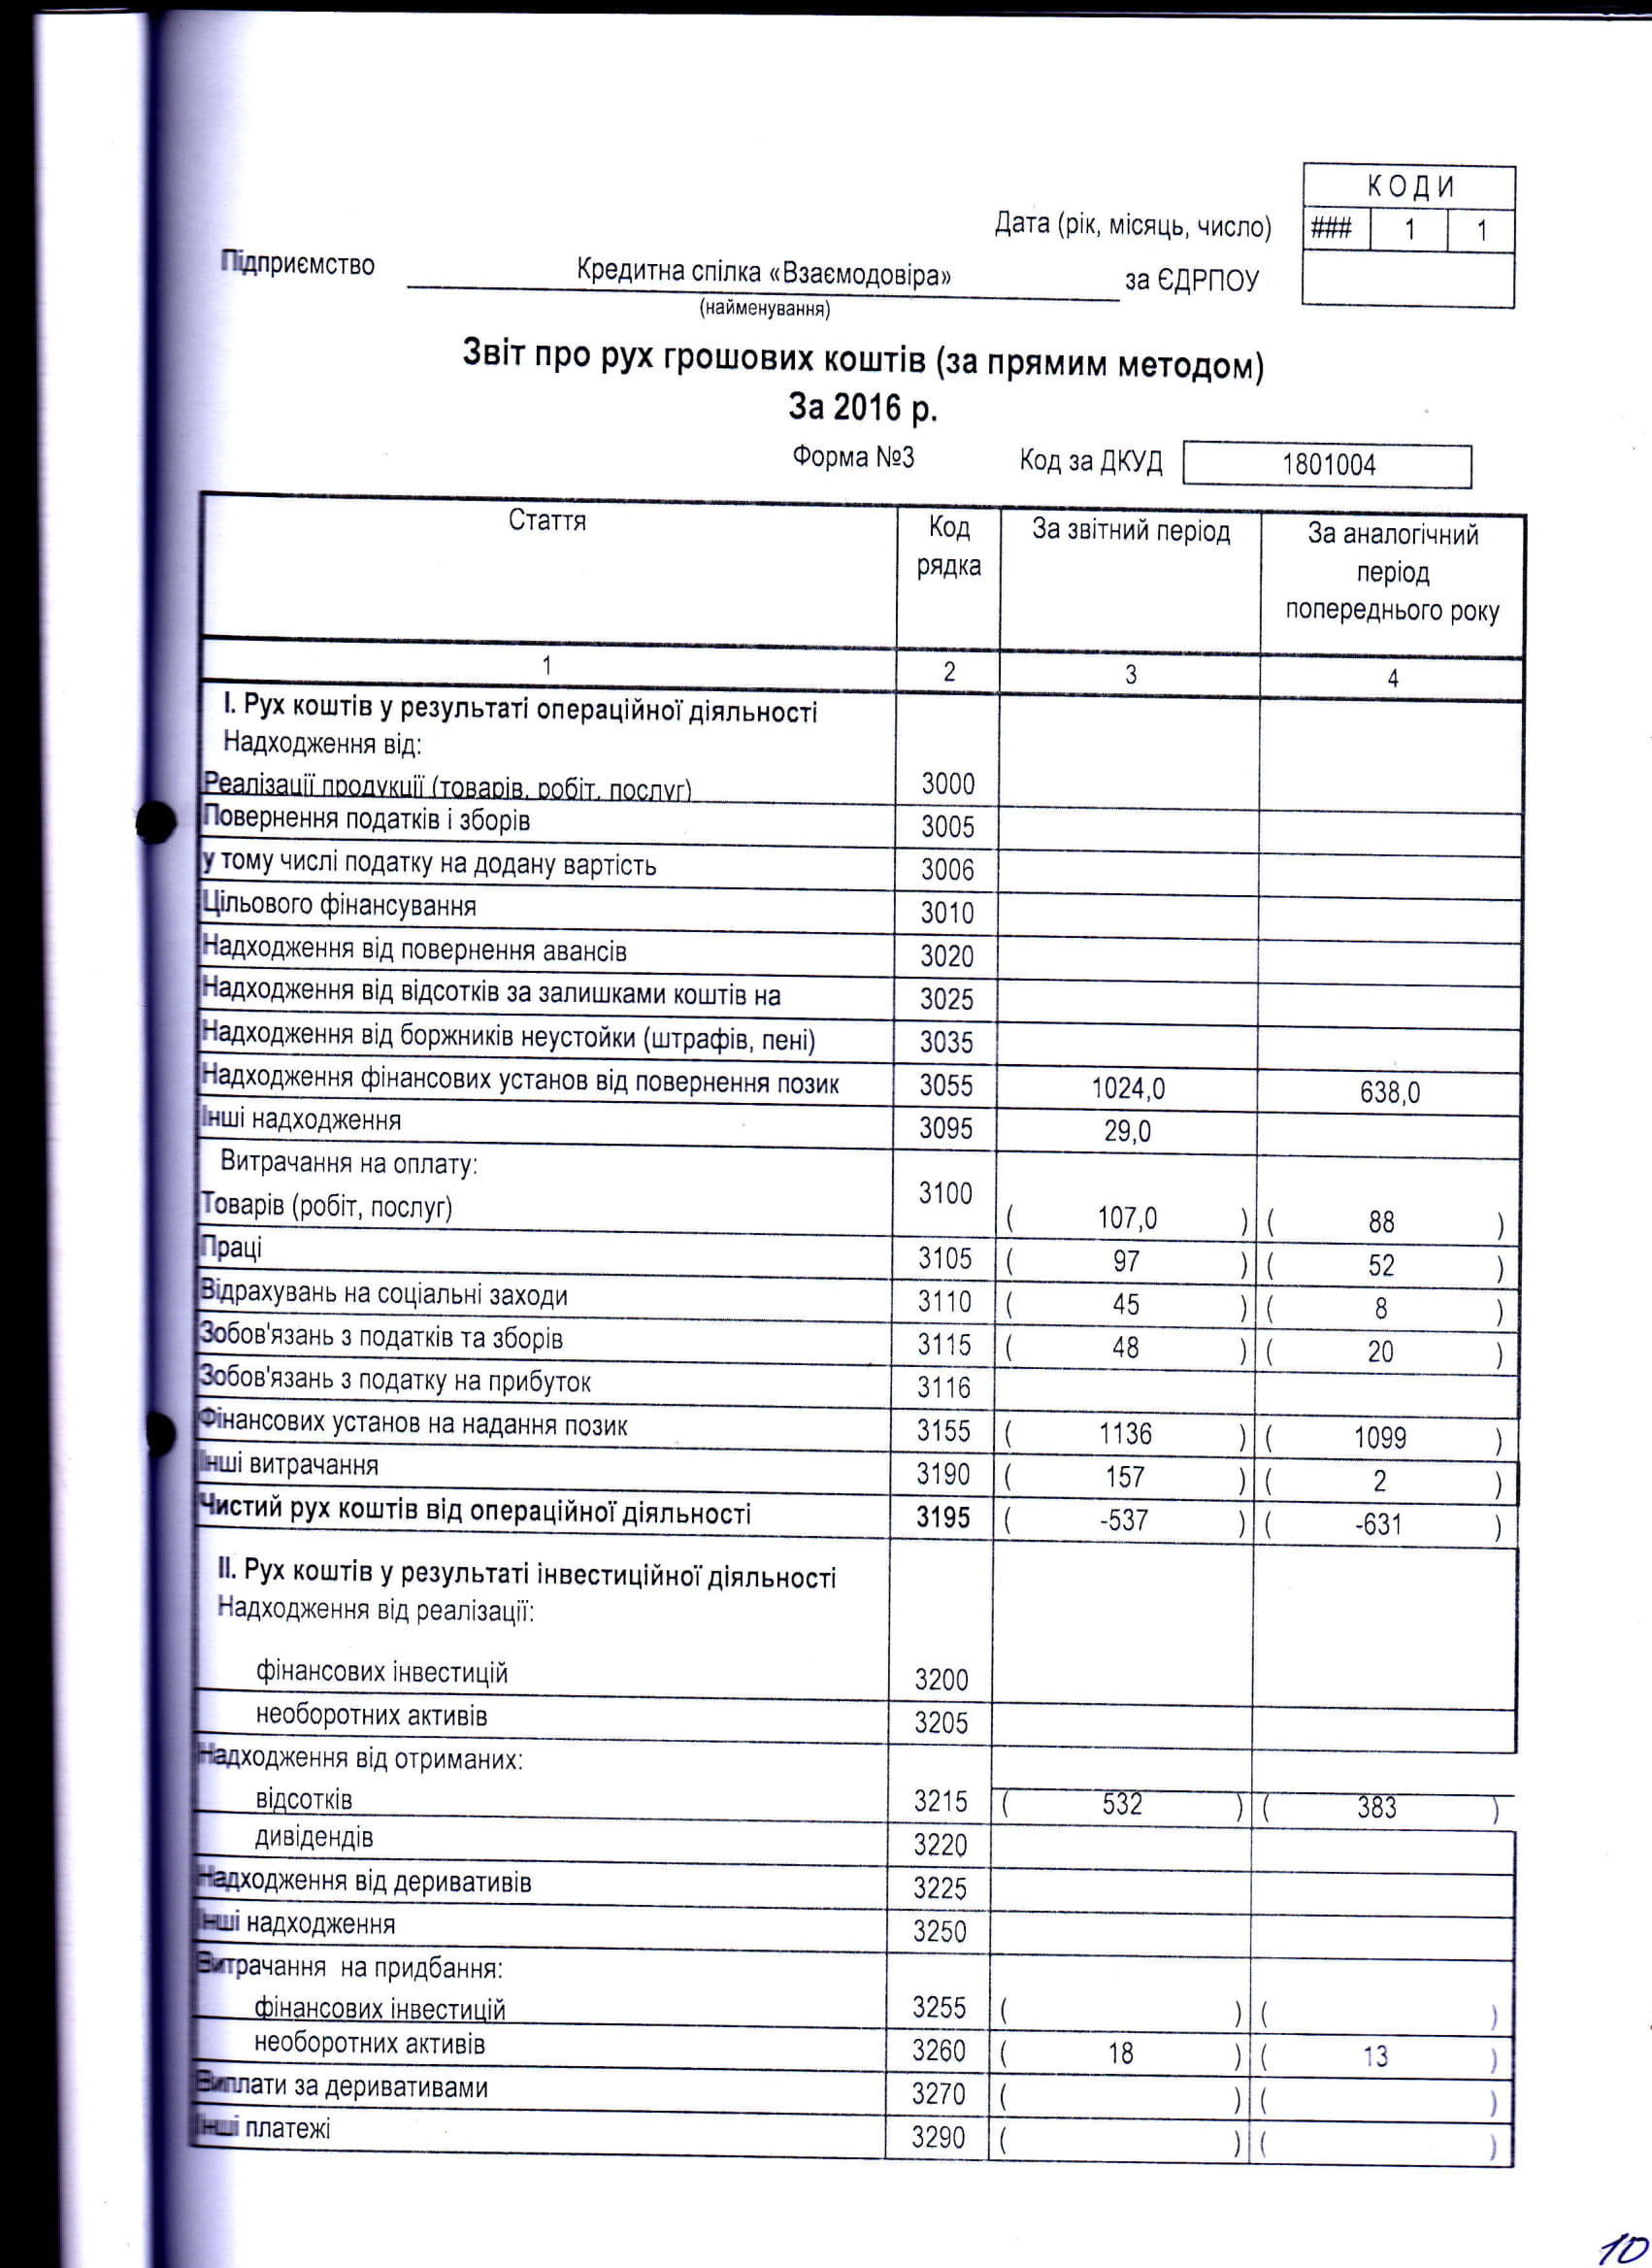 КОДИ
Дата (рік, місяць, число) ### 1 1
Підприємство Кредитна спілка «Взаємодовіра» за ЄДРПОУ
(найменування)
Звіт про рух грошових коштів (за прямим методом)
За 2016 р.
Форма №3 Код за ДКУД 1801004
Стаття Код рядка За звітний період За аналогічний період попереднього року
1 2 3 4
І. Рух коштів у результаті операційної діяльності
Надходження від:
Реалізації продукції (товарів, робіт, послуг) 3000
Повернення податків і зборів 3005
у тому числі податку на додану вартість 3006
Цільового фінансування 3010
Надходження від повернення авансів 3020
Надходження від відсотків за залишками коштів на 3025
Надходження від боржників неустойки (штрафів, пені) 3035
Надходження фінансових установ від повернення позик 3055 1024,0 638,0
Інші надходження 3095 29,0
Витрачання на оплату:
Товарів (робіт, послуг) 3100 ( 107,0 ) ( 88 )
Праці 3105 ( 97 ) ( 52 )
Відрахувань на соціальні заходи 3110 ( 45 ) ( 8 )
Зобов'язань з податків та зборів 3115 ( 48 ) ( 20 )
Зобов'язань з податку на прибуток 3116
Фінансових установ на надання позик 3155 ( 1136 ) ( 1099 )
Інші витрачання 3190 ( 157 ) ( 2 )
Чистий рух коштів від операційної діяльності 3195 ( -537 ) ( -631 )
ІІ. Рух коштів у результаті інвестиційної діяльності
Надходження від реалізації:
фінансових інвестицій 3200
необоротних активів 3205
Надходження від отриманих:
відсотків 3215 ( 532 ) ( 383 )
дивідендів 3220
Надходження від деривативів 3225
Інші надходження 3250
Витрачання на придбання:
фінансових інвестицій 3255 ( ) ( )
необоротних активів 3260 ( 18 ) ( 13 )
Виплати за деривативами 3270 ( ) ( )
Інші платежі 3290 ( ) ( )
10